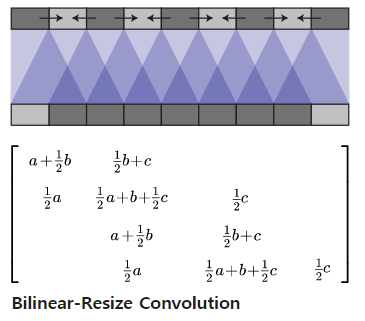 a+½b ½b+c
½a ½a+b+½c ½c
a+½b ½b+c
½a ½a+b+½c ½c
Bilinear-Resize Convolution